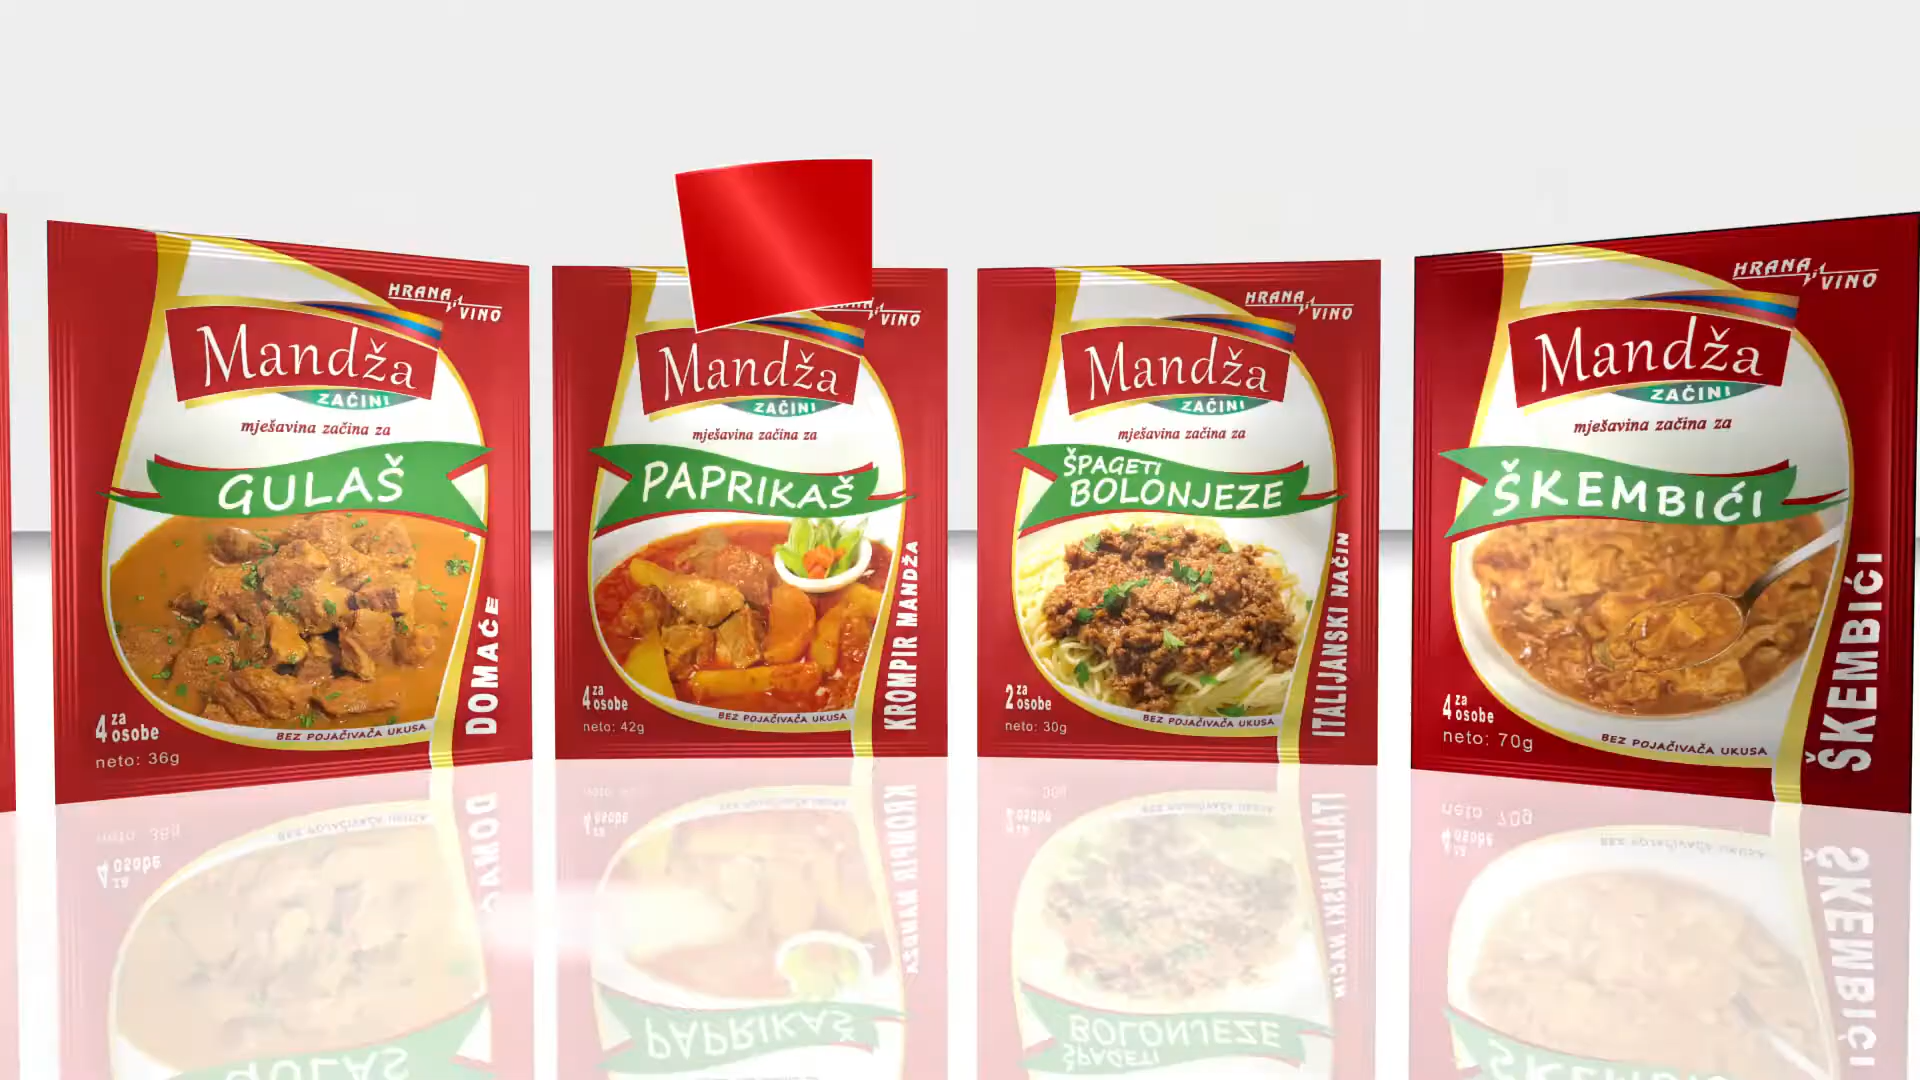 HRANA i VINO
Mandža
ZAČINI
mješavina začina za
GULAŠ
DOMAĆE
4 za osobe
neto: 36g
BEZ POJAČIVAČA UKUSA
VINO
Mandža
ZAČINI
mješavina začina za
PAPRIKAŠ
KROMPIR MANDŽA
4 za osobe
neto: 42g
BEZ POJAČIVAČA UKUSA
HRANA i VINO
Mandža
ZAČINI
mješavina začina za
ŠPAGETI
BOLONJEZE
ITALIJANSKI NAČIN
2 za osobe
neto: 30g
BEZ POJAČIVAČA UKUSA
HRANA i VINO
Mandža
ZAČINI
mješavina začina za
ŠKEMBIĆI
ŠKEMBIĆI
4 za osobe
neto: 70g
BEZ POJAČIVAČA UKUSA